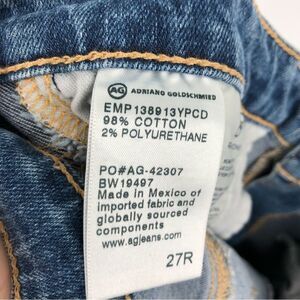 AG ADRIANO GOLDSCHMIED
EMP138913YPCD
98% COTTON
2% POLYURETHANE
PO#AG-42307
BW19497
Made in Mexico of
imported fabric and
globally sourced
components
www.agjeans.com
27R